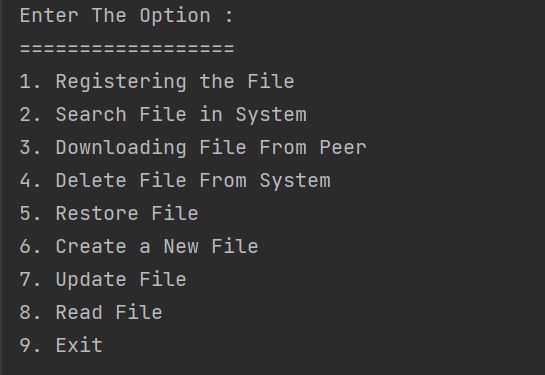 Enter The Option :
==================
1. Registering the File
2. Search File in System
3. Downloading File From Peer
4. Delete File From System
5. Restore File
6. Create a New File
7. Update File
8. Read File
9. Exit